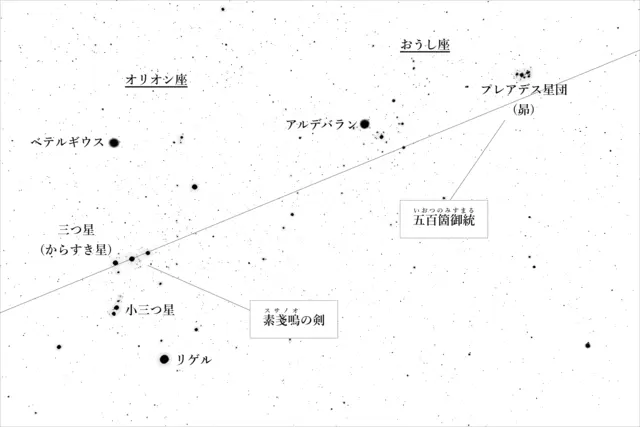 おうし座
オリオン座
プレアデス星団
（昴）
アルデバラン
ベテルギウス
いおつのみすまる
五百箇御統
三つ星
（からすき星）
スサノオ
素戔鳴の剣
小三つ星
リゲル